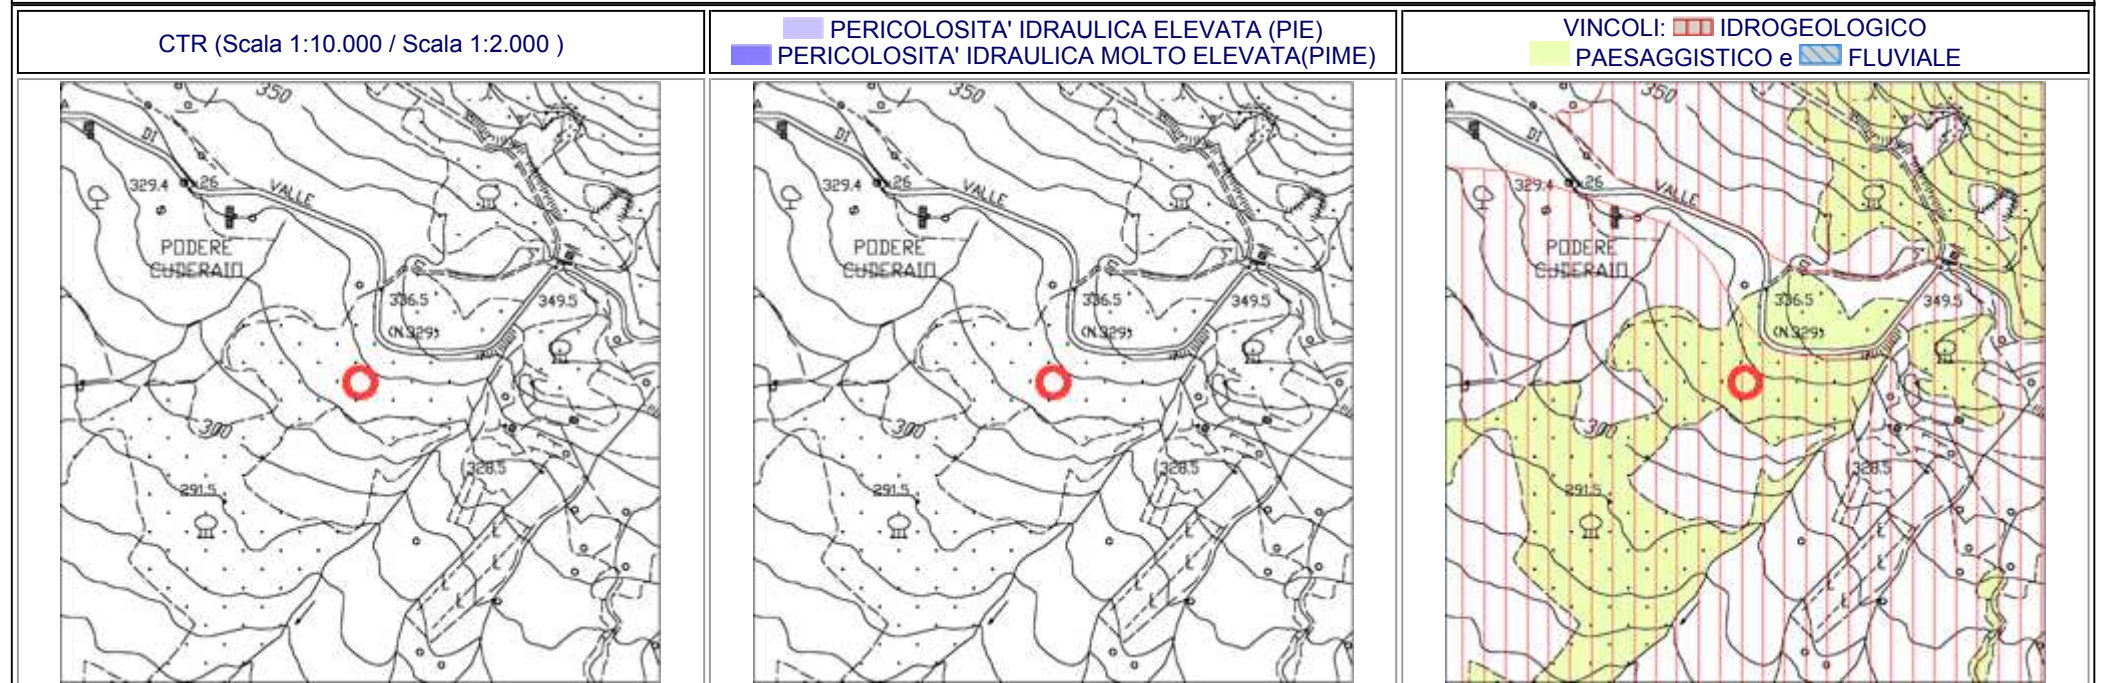 CTR (Scala 1:10.000 / Scala 1:2.000 )
PERICOLOSITA' IDRAULICA ELEVATA (PIE)
PERICOLOSITA' IDRAULICA MOLTO ELEVATA(PIME)
VINCOLI: IDROGEOLOGICO
PAESAGGISTICO e FLUVIALE
350
DI
329.4
26
VALLE
PODERE
CUDERAIO
336.5
349.5
(N.329)
300
328.5
291.5
350
DI
329.4
26
VALLE
PODERE
CUDERAIO
336.5
349.5
(N.329)
300
328.5
291.5
350
DI
329.4
26
VALLE
PODERE
CUDERAIO
336.5
349.5
(N.329)
300
328.5
291.5